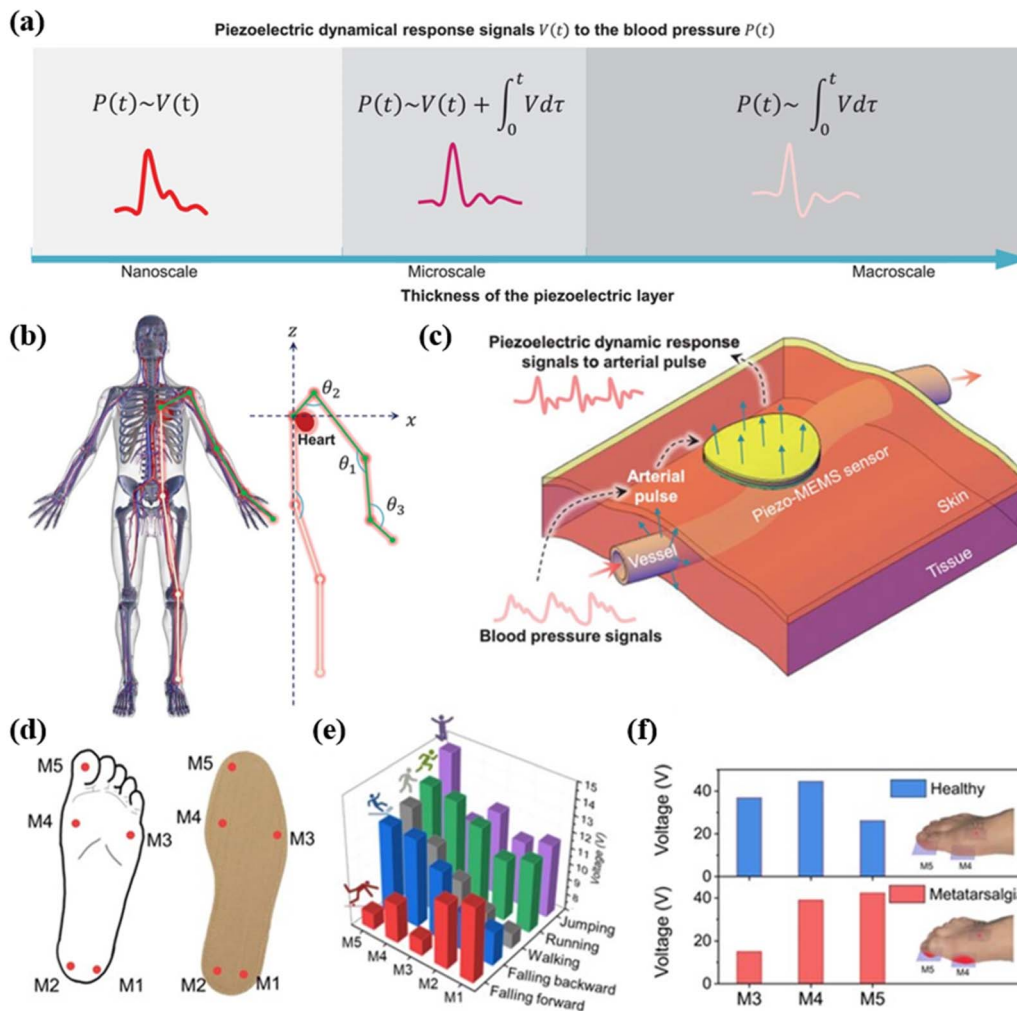 (a)
Piezoelectric dynamical response signals V(t) to the blood pressure P(t)
P(t)~V(t)
P(t)~V(t) + ∫₀ᵗ Vdτ
P(t)~ ∫₀ᵗ Vdτ
Nanoscale
Microscale
Macroscale
Thickness of the piezoelectric layer
(b)
z
θ₂
x
Heart
θ₁
θ₃
(c)
Piezoelectric dynamic response
signals to arterial pulse
Arterial
pulse
Piezo-MEMS sensor
Skin
Tissue
Vessel
Blood pressure signals
(d)
M5
M4
M3
M2
M1
M5
M4
M3
M2
M1
(e)
15
14
13
12
11
10
9
8
Voltage (V)
Jumping
Running
Walking
Falling backward
Falling forward
M5
M4
M3
M2
M1
(f)
Voltage (V)
40
20
0
Healthy
M5
M4
Voltage (V)
40
20
0
Metatarsalgia
M5
M4
M3
M4
M5